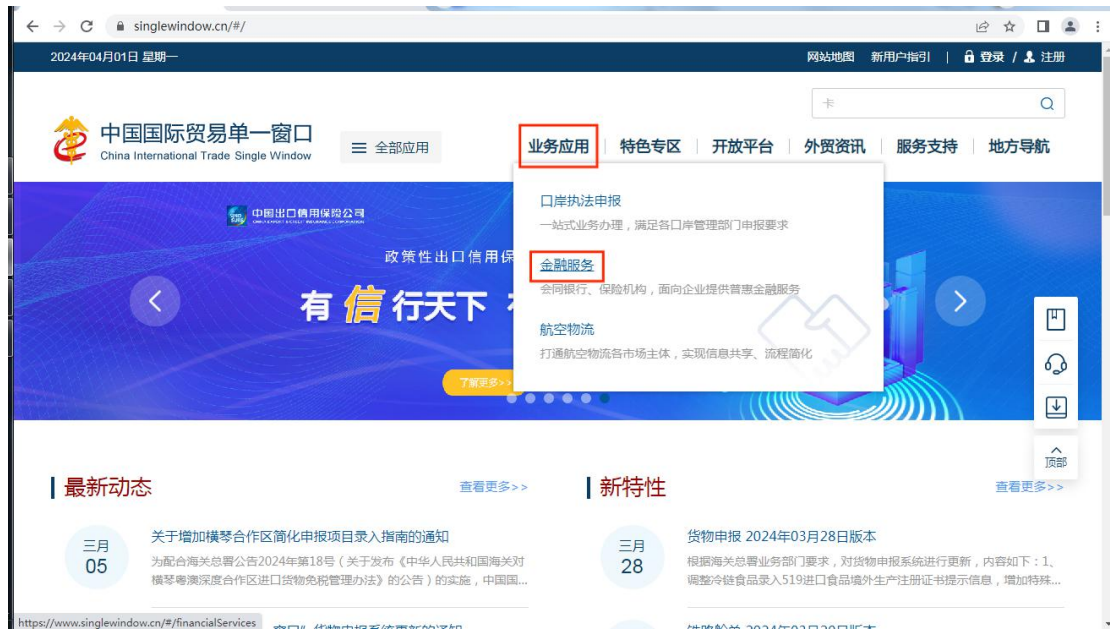 singlewindow.cn/#/
2024年04月01日 星期一
网站地图 新用户指引 | 登录 / 注册
卡
中国国际贸易单一窗口
China International Trade Single Window
全部应用
业务应用 特色专区 开放平台 外贸资讯 服务支持 地方导航
口岸执法申报
一站式业务办理，满足各口岸管理部门申报要求
金融服务
会同银行、保险机构，面向企业提供普惠金融服务
航空物流
打通航空物流各市场主体，实现信息共享、流程简化
中国出口信用保险公司
政策性出口信用保
有信行天下
了解更多>>
顶部
最新动态
查看更多>>
三月
05
关于增加横琴合作区简化申报项目录入指南的通知
为配合海关总署公告2024年第18号（关于发布《中华人民共和国海关对
横琴粤澳深度合作区进口货物免税管理办法》的公告）的实施，中国国...
新特性
查看更多>>
三月
28
货物申报 2024年03月28日版本
根据海关总署业务部门要求，对货物申报系统进行更新，内容如下：1、
调整冷链食品录入519进口食品境外生产注册证书提示信息，增加特殊...
https://www.singlewindow.cn/#/financialServices